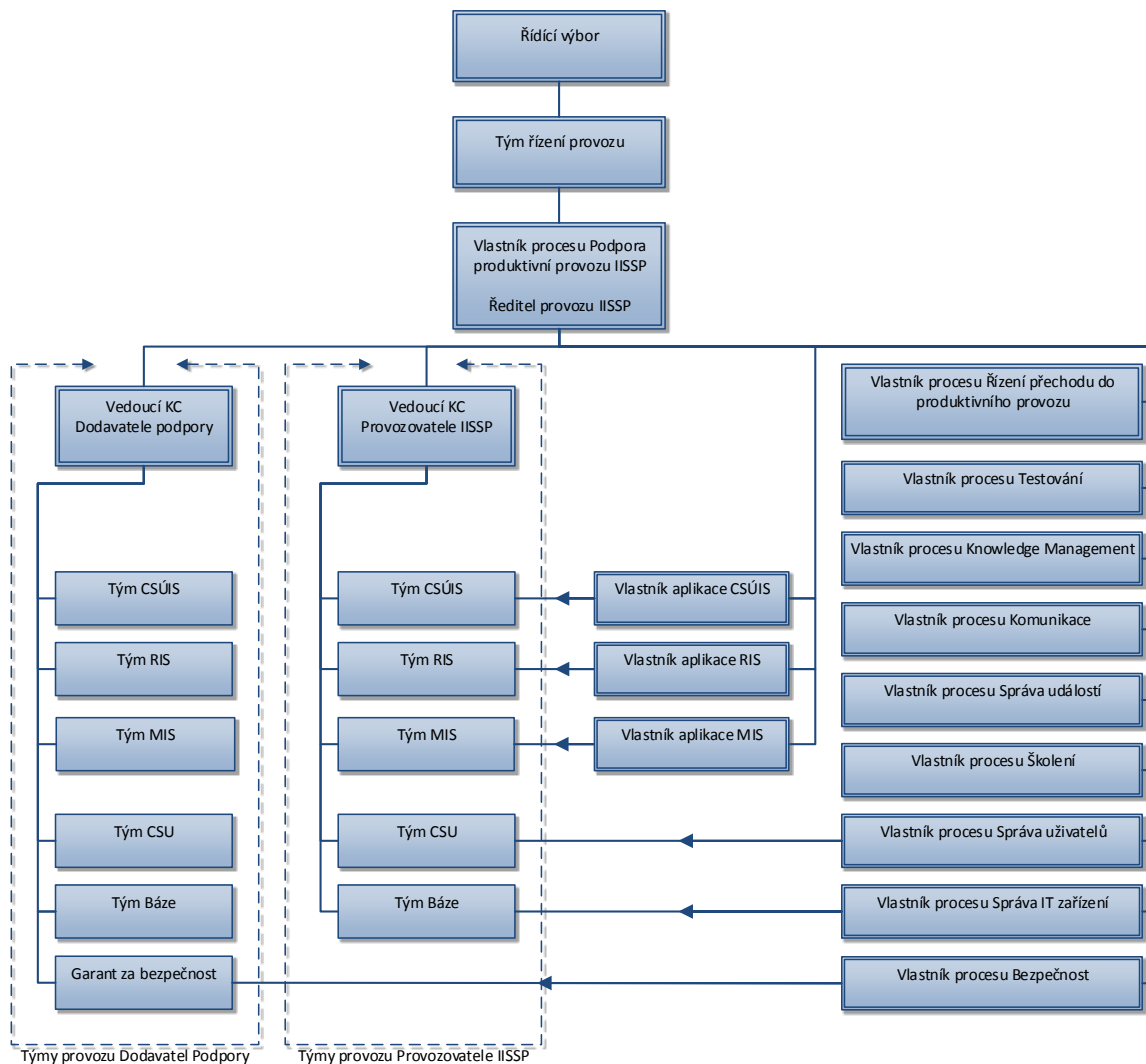 Řídící výbor
Tým řízení provozu
Vlastník procesu Podpora
produktivní provozu IISSP
Ředitel provozu IISSP
Vedoucí KC
Dodavatele podpory
Vedoucí KC
Provozovatele IISSP
Vlastník procesu Řízení přechodu do
produktivního provozu
Vlastník procesu Testování
Vlastník procesu Knowledge Management
Tým CSÚIS
Tým CSÚIS
Vlastník aplikace CSÚIS
Vlastník procesu Komunikace
Tým RIS
Tým RIS
Vlastník aplikace RIS
Vlastník procesu Správa událostí
Tým MIS
Tým MIS
Vlastník aplikace MIS
Vlastník procesu Školení
Tým CSU
Tým CSU
Vlastník procesu Správa uživatelů
Tým Báze
Tým Báze
Vlastník procesu Správa IT zařízení
Garant za bezpečnost
Vlastník procesu Bezpečnost
Týmy provozu Dodavatel Podpory
Týmy provozu Provozovatele IISSP